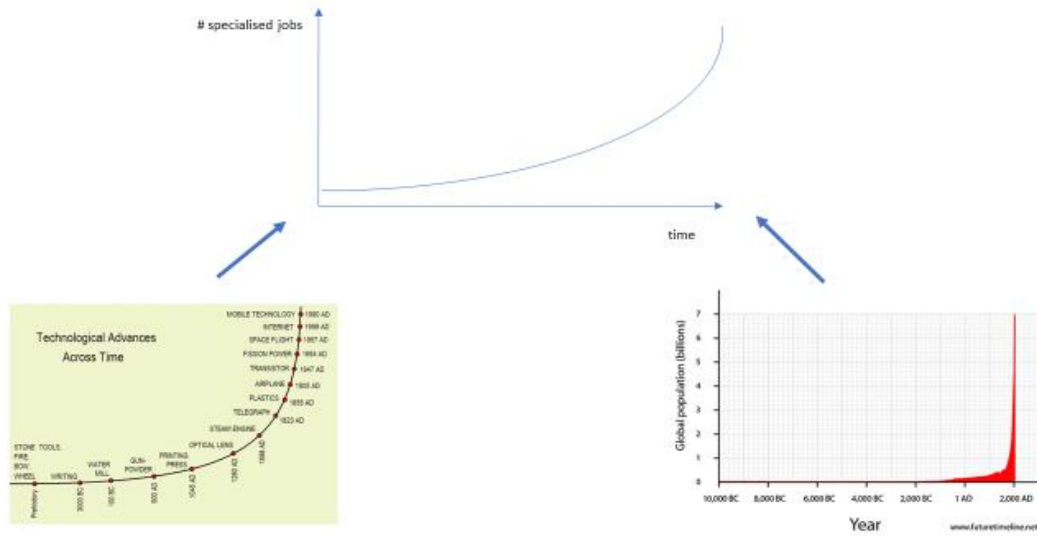 # specialised jobs
time
Technological Advances
Across Time
MOBILE TECHNOLOGY 1990 AD
INTERNET 1969 AD
SPACE FLIGHT 1957 AD
FISSION POWER 1954 AD
TRANSISTOR 1947 AD
AIRPLANE 1903 AD
PLASTICS 1855 AD
TELEGRAPH 1823 AD
STEAM ENGINE 1698 AD
OPTICAL LENS
PRINTING
PRESS
GUN-
POWDER
WATER
MILL
WRITING
STONE TOOLS,
FIRE,
BOW,
WHEEL
Prehistory
3000 BC
100 BC
800 AD
1045 AD
Global population (billions)
7
6
5
4
3
2
1
0
10,000 BC 8,000 BC 6,000 BC 4,000 BC 2,000 BC 1 AD 2,000 AD
Year
www.futuretimeline.net